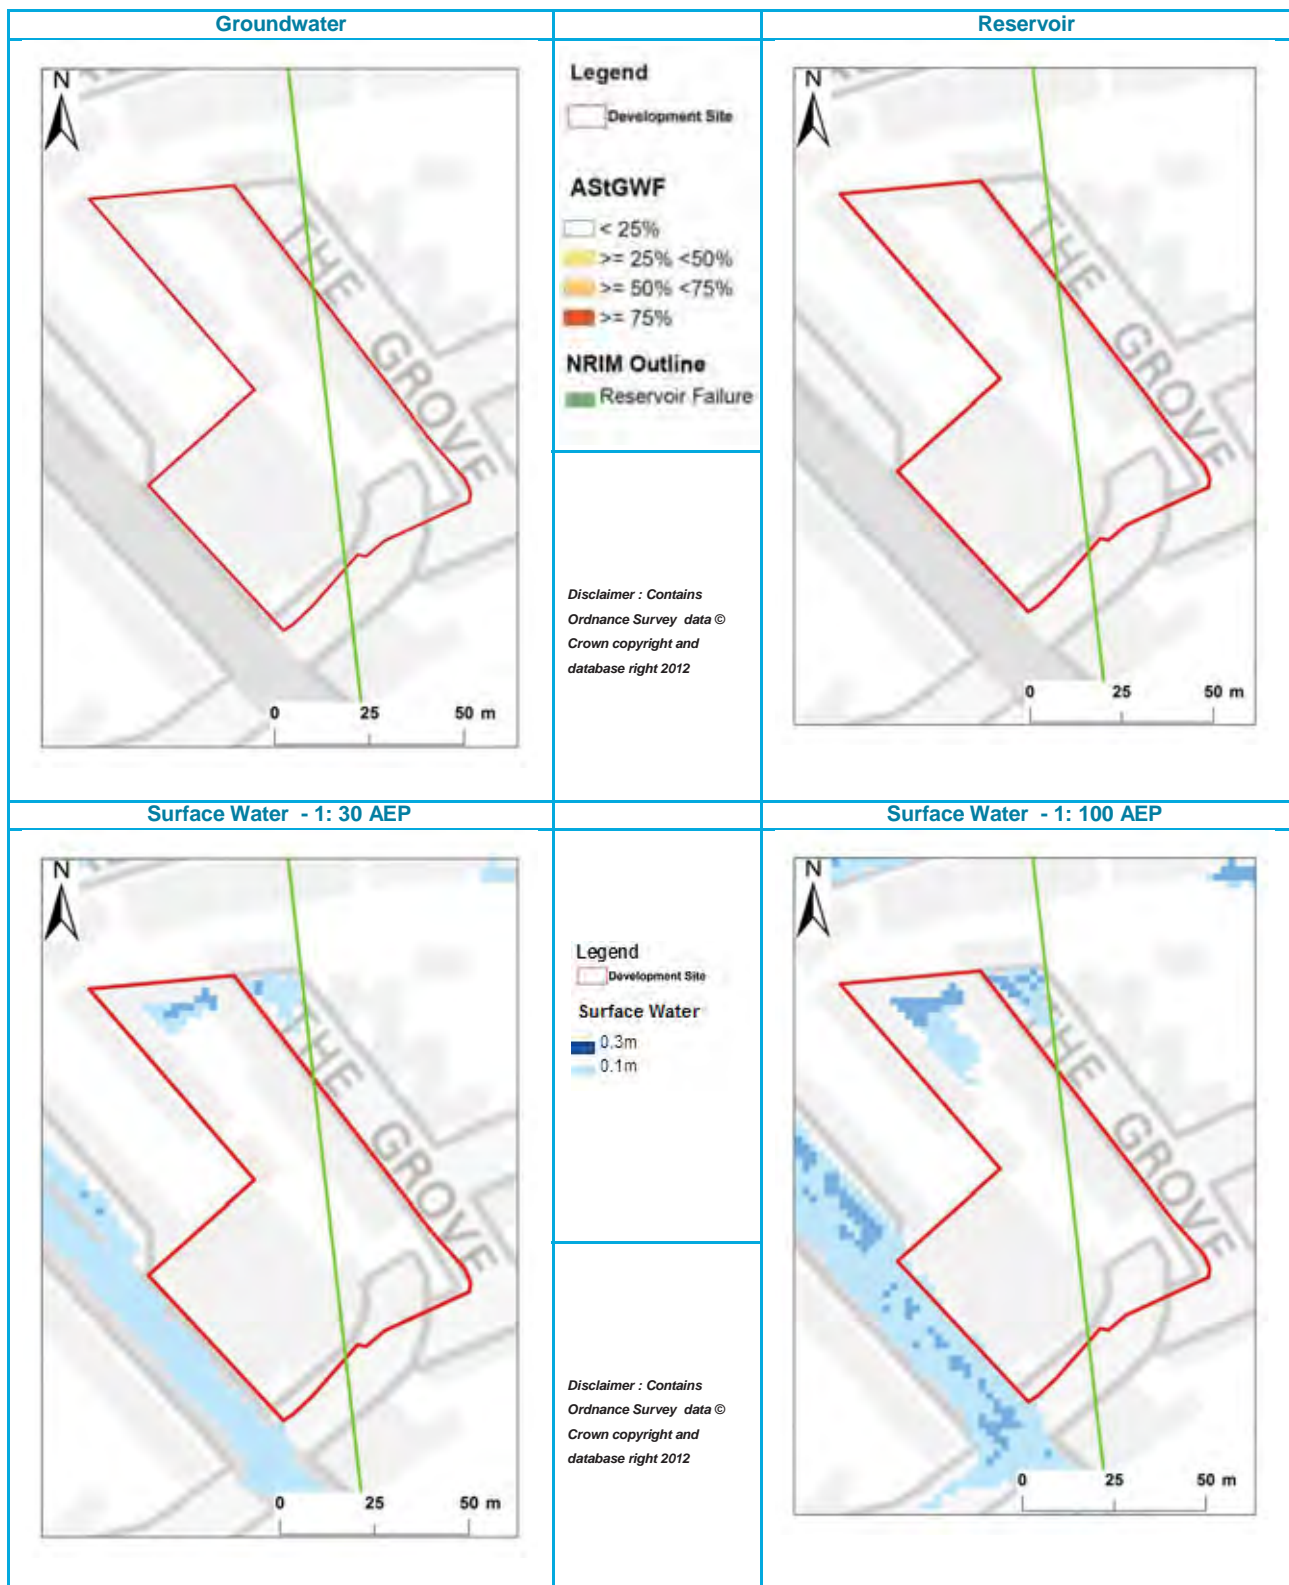 Groundwater
Reservoir
N
THE GROVE
0 25 50 m
Legend
Development Site
AStGWF
< 25%
>= 25% <50%
>= 50% <75%
>= 75%
NRIM Outline
Reservoir Failure
Disclaimer : Contains
Ordnance Survey data ©
Crown copyright and
database right 2012
N
THE GROVE
0 25 50 m
Surface Water - 1: 30 AEP
Surface Water - 1: 100 AEP
N
THE GROVE
0 25 50 m
Legend
Development Site
Surface Water
0.3m
0.1m
Disclaimer : Contains
Ordnance Survey data ©
Crown copyright and
database right 2012
N
THE GROVE
0 25 50 m